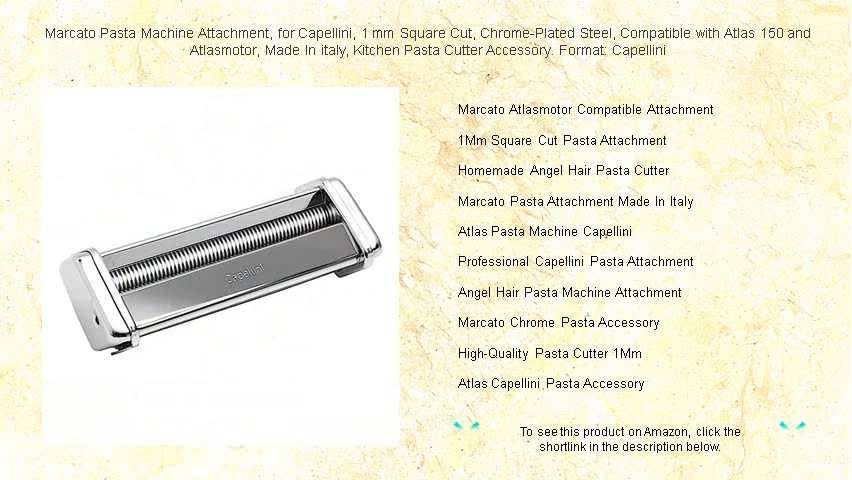 Marcato Pasta Machine Attachment, for Capellini, 1 mm Square Cut, Chrome-Plated Steel, Compatible with Atlas 150 and
Atlasmotor, Made In italy, Kitchen Pasta Cutter Accessory. Format: Capellini
Marcato Atlasmotor Compatible Attachment
1Mm Square Cut Pasta Attachment
Homemade Angel Hair Pasta Cutter
Marcato Pasta Attachment Made In Italy
Atlas Pasta Machine Capellini
Professional Capellini Pasta Attachment
Angel Hair Pasta Machine Attachment
Marcato Chrome Pasta Accessory
High-Quality Pasta Cutter 1Mm
Atlas Capellini Pasta Accessory
Capellini
To see this product on Amazon, click the
shortlink in the description below.